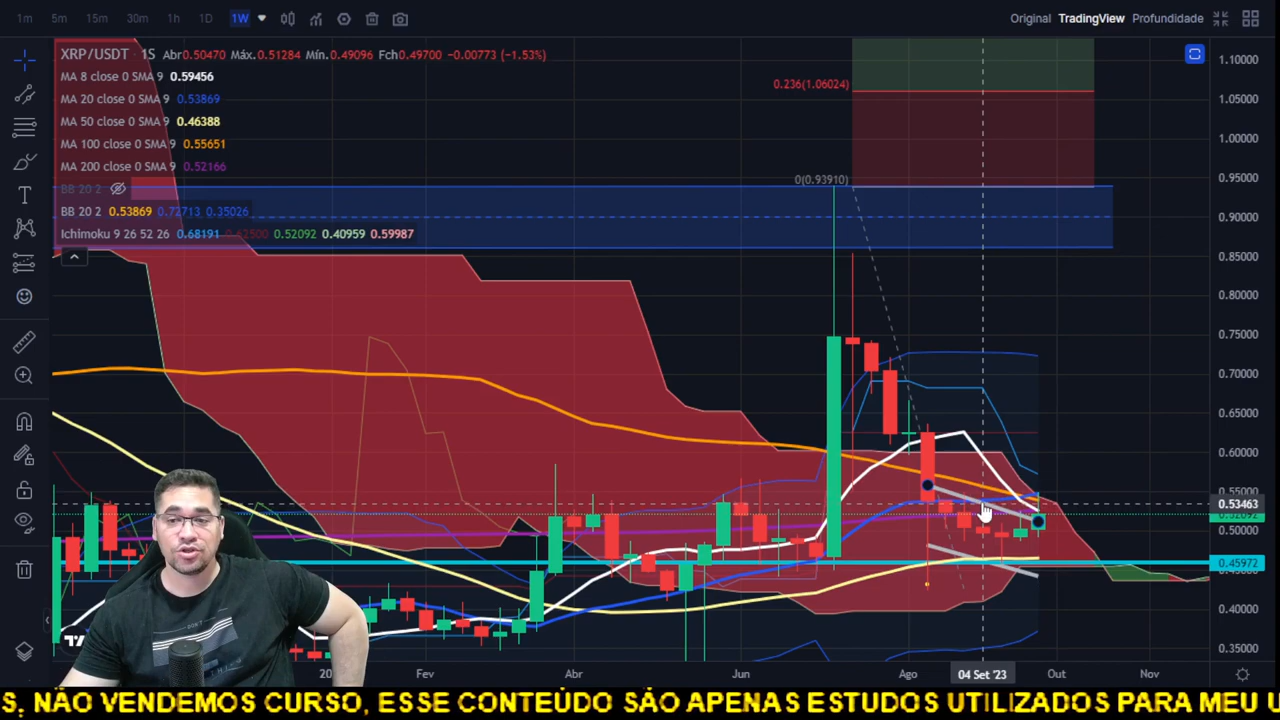 1m 5m 15m 30m 1h 1D 1W Original TradingView Profundidade
XRP/USDT 1S Abr0.50470 Máx.0.51284 Mín.0.49096 Fch0.49700 −0.00773 (−1.53%)
MA 8 close 0 SMA 9 0.59456
MA 20 close 0 SMA 9 0.53869
MA 50 close 0 SMA 9 0.46388
MA 100 close 0 SMA 9 0.55651
MA 200 close 0 SMA 9 0.52166
BB 20 2
BB 20 2 0.53869 0.72713 0.35026
Ichimoku 9 26 52 26 0.68191 0.62500 0.52092 0.40959 0.59987
0.236(1.06024)
0(0.93910)
1.10000
1.05000
1.00000
0.95000
0.90000
0.85000
0.80000
0.75000
0.70000
0.65000
0.60000
0.55000
0.53463
0.50000
0.45972
0.40000
0.35000
20 Fev Abr Jun Ago 04 Set '23 Out Nov
S, NÃO VENDEMOS CURSO, ESSE CONTEÚDO SÃO APENAS ESTUDOS UTILIZADOS PARA MEU U